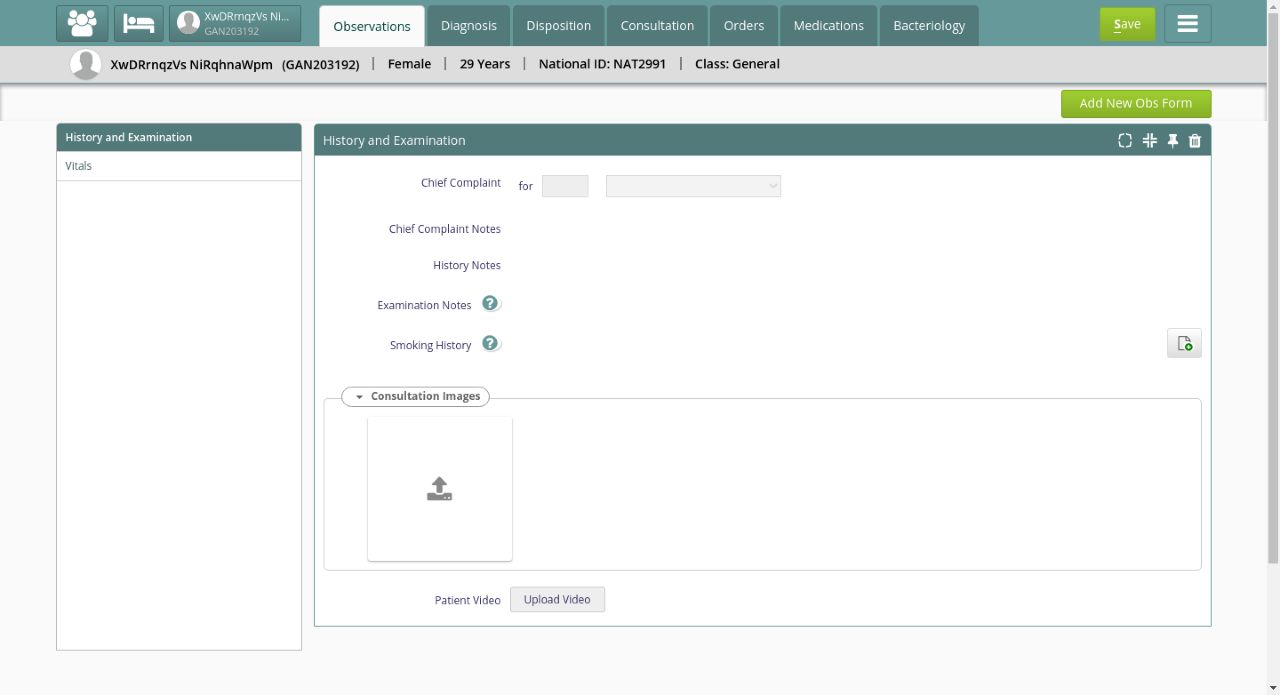 XwDRrnqzVs Ni...
GAN203192
Observations
Diagnosis
Disposition
Consultation
Orders
Medications
Bacteriology
Save
XwDRrnqzVs NiRqhnaWpm (GAN203192) | Female | 29 Years | National ID: NAT2991 | Class: General
Add New Obs Form
History and Examination
Vitals
History and Examination
Chief Complaint for
Chief Complaint Notes
History Notes
Examination Notes ?
Smoking History ?
Consultation Images
Patient Video Upload Video